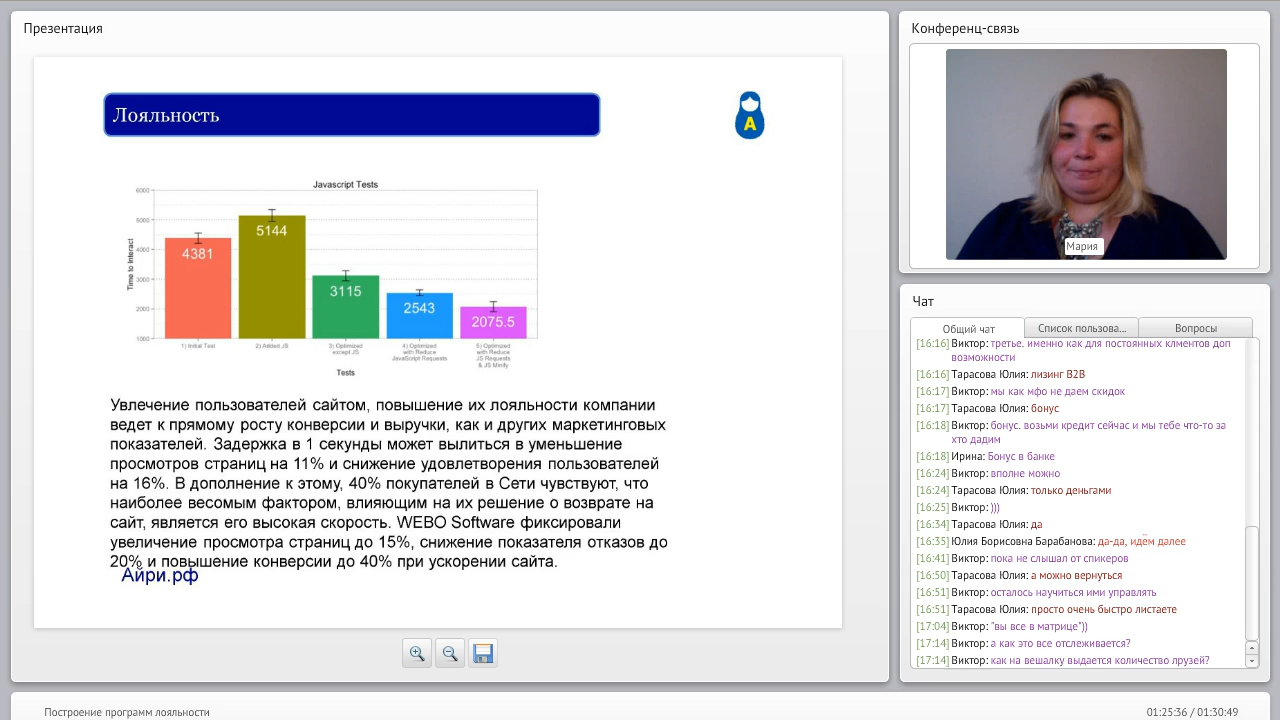 Презентация
Лояльность
A
Javascript Tests
6000
5000
4000
3000
2000
1000
Time to Interact
4381
5144
3115
2543
2075.5
1) Initial Test
2) Added JS
3) Optimized
except JS
4) Optimized
with Reduce
JavaScript Requests
5) Optimized
with Reduce
JS Requests
& JS Minify
Tests
Увлечение пользователей сайтом, повышение их лояльности компании
ведет к прямому росту конверсии и выручки, как и других маркетинговых
показателей. Задержка в 1 секунды может вылиться в уменьшение
просмотров страниц на 11% и снижение удовлетворения пользователей
на 16%. В дополнение к этому, 40% покупателей в Сети чувствуют, что
наиболее весомым фактором, влияющим на их решение о возврате на
сайт, является его высокая скорость. WEBO Software фиксировали
увеличение просмотра страниц до 15%, снижение показателя отказов до
20% и повышение конверсии до 40% при ускорении сайта.
Айри.рф
Конференц-связь
Мария
Чат
Общий чат
Список пользова...
Вопросы
[16:16] Виктор: третье. именно как для постоянных клментов доп
возможности
[16:16] Тарасова Юлия: лизинг B2B
[16:17] Виктор: мы как мфо не даем скидок
[16:17] Тарасова Юлия: бонус
[16:18] Виктор: бонус. возьми кредит сейчас и мы тебе что-то за
хто дадим
[16:18] Ирина: Бонус в банке
[16:24] Виктор: вполне можно
[16:24] Тарасова Юлия: только деньгами
[16:25] Виктор: )))
[16:34] Тарасова Юлия: да
[16:35] Юлия Борисовна Барабанова: да-да, идём далее
[16:41] Виктор: пока не слышал от спикеров
[16:50] Тарасова Юлия: а можно вернуться
[16:51] Виктор: осталось научиться ими управлять
[16:51] Тарасова Юлия: просто очень быстро листаете
[17:04] Виктор: "вы все в матрице"))
[17:14] Виктор: а как это все отслеживается?
[17:14] Виктор: как на вешалку выдается количество лрузей?
Построение программ лояльности
01:25:36 / 01:30:49